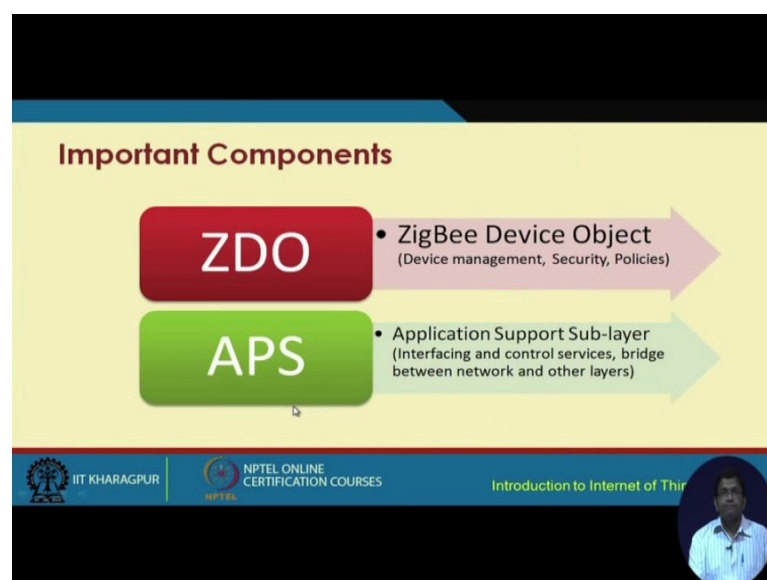 Important Components
ZDO
• ZigBee Device Object
(Device management, Security, Policies)
APS
• Application Support Sub-layer
(Interfacing and control services, bridge
between network and other layers)
IIT KHARAGPUR
NPTEL
NPTEL ONLINE
CERTIFICATION COURSES
Introduction to Internet of Thin